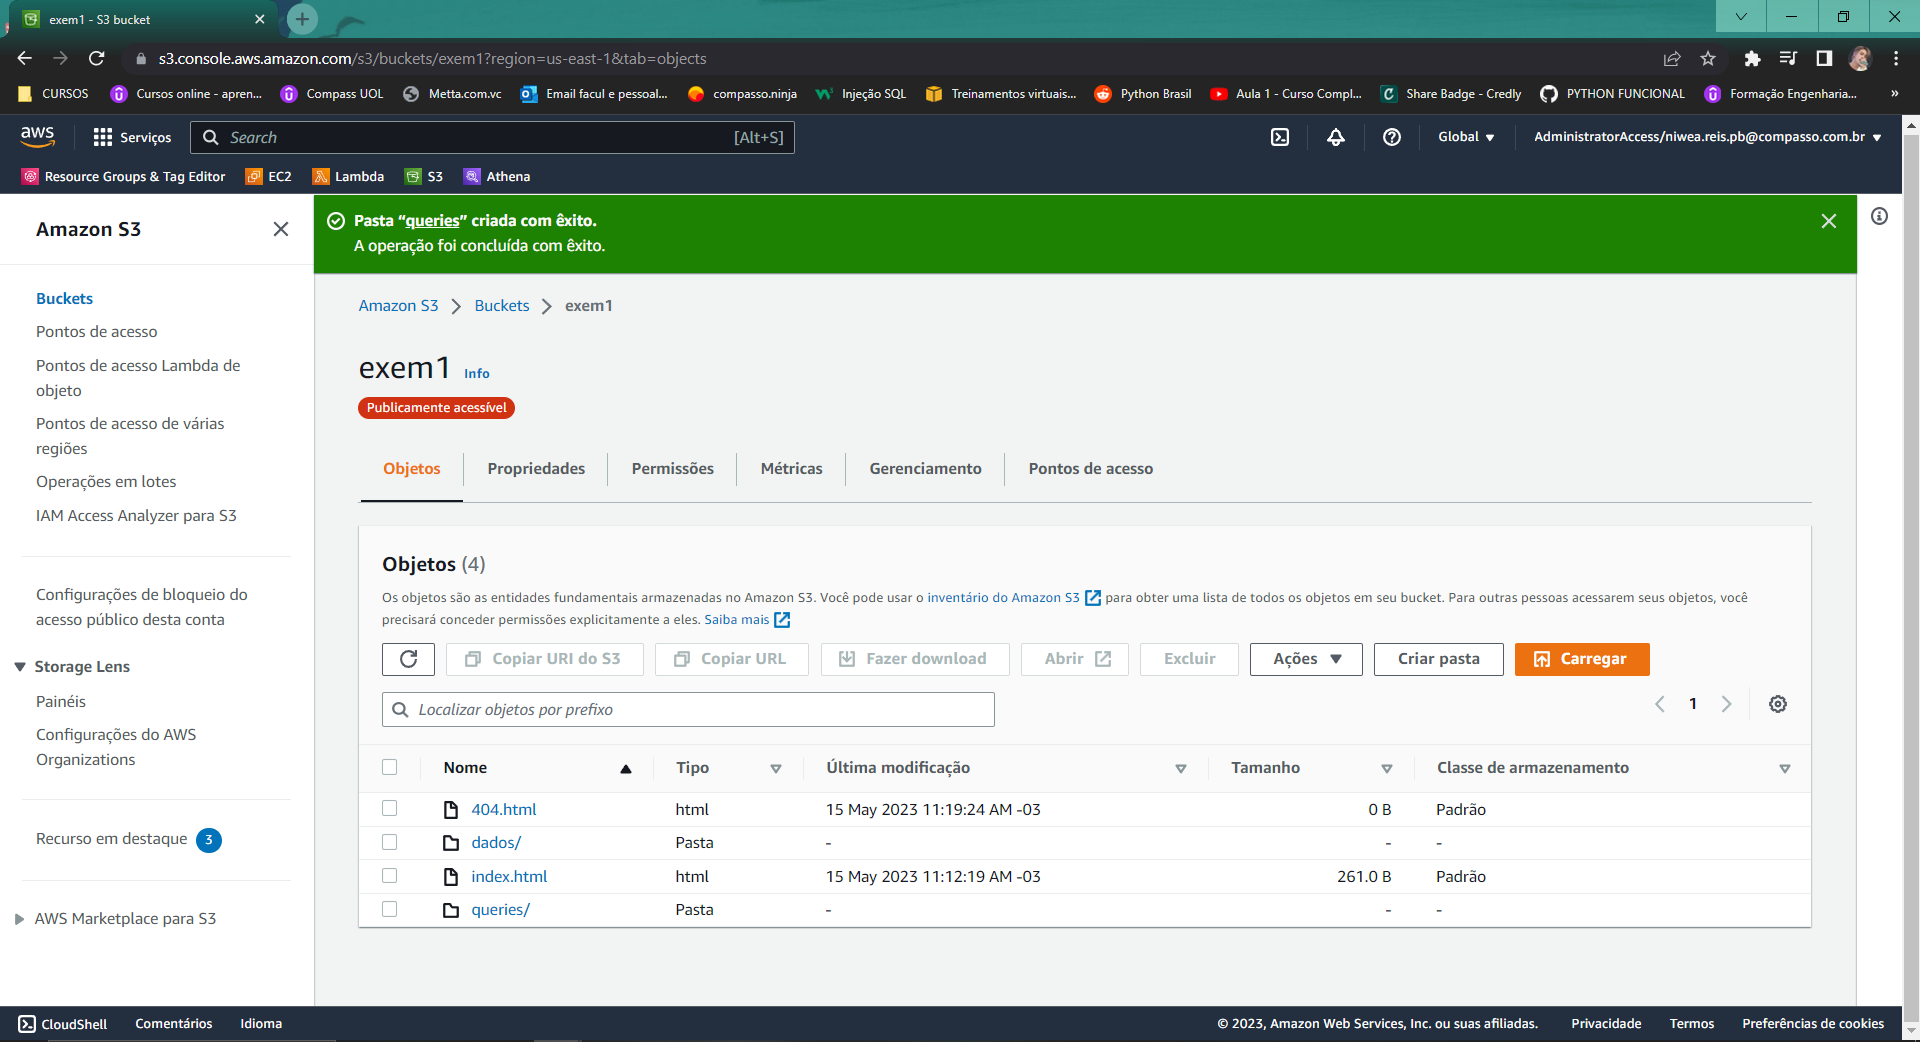 exem1 - S3 bucket
s3.console.aws.amazon.com/s3/buckets/exem1?region=us-east-1&tab=objects
CURSOS Cursos online - apren... Compass UOL Metta.com.vc Email facul e pessoal... compasso.ninja Injeção SQL Treinamentos virtuais... Python Brasil Aula 1 - Curso Compl... Share Badge - Credly PYTHON FUNCIONAL Formação Engenharia... »
aws Serviços Search [Alt+S] Global AdministratorAccess/niwea.reis.pb@compasso.com.br
Resource Groups & Tag Editor EC2 Lambda S3 Athena
Amazon S3
Buckets
Pontos de acesso
Pontos de acesso Lambda de
objeto
Pontos de acesso de várias
regiões
Operações em lotes
IAM Access Analyzer para S3
Configurações de bloqueio do
acesso público desta conta
Storage Lens
Painéis
Configurações do AWS
Organizations
Recurso em destaque 3
AWS Marketplace para S3
Pasta “queries” criada com êxito.
A operação foi concluída com êxito.
Amazon S3 Buckets exem1
exem1 Info
Publicamente acessível
Objetos Propriedades Permissões Métricas Gerenciamento Pontos de acesso
Objetos (4)
Os objetos são as entidades fundamentais armazenadas no Amazon S3. Você pode usar o inventário do Amazon S3 para obter uma lista de todos os objetos em seu bucket. Para outras pessoas acessarem seus objetos, você
precisará conceder permissões explicitamente a eles. Saiba mais
Copiar URI do S3 Copiar URL Fazer download Abrir Excluir Ações Criar pasta Carregar
Localizar objetos por prefixo 1
Nome Tipo Última modificação Tamanho Classe de armazenamento
404.html html 15 May 2023 11:19:24 AM -03 0 B Padrão
dados/ Pasta - - -
index.html html 15 May 2023 11:12:19 AM -03 261.0 B Padrão
queries/ Pasta - - -
CloudShell Comentários Idioma © 2023, Amazon Web Services, Inc. ou suas afiliadas. Privacidade Termos Preferências de cookies